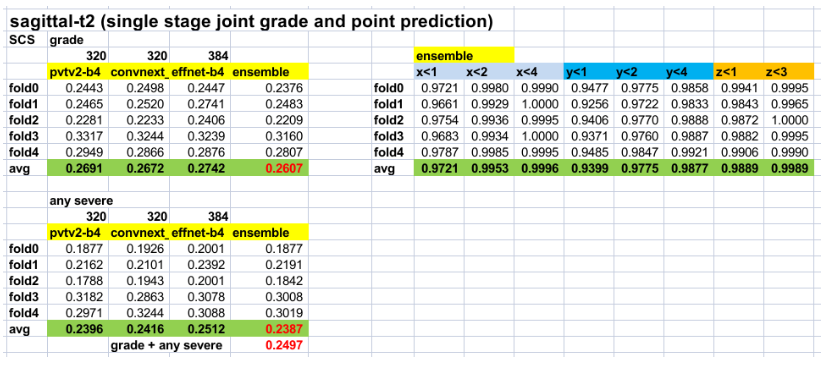 sagittal-t2 (single stage joint grade and point prediction)
SCS grade
320 320 384 ensemble
pvtv2-b4 convnext_ effnet-b4 ensemble x<1 x<2 x<4 y<1 y<2 y<4 z<1 z<3
fold0 0.2443 0.2498 0.2447 0.2376 fold0 0.9721 0.9980 0.9990 0.9477 0.9775 0.9858 0.9941 0.9995
fold1 0.2465 0.2520 0.2741 0.2483 fold1 0.9661 0.9929 1.0000 0.9256 0.9722 0.9833 0.9843 0.9965
fold2 0.2281 0.2233 0.2406 0.2209 fold2 0.9754 0.9936 0.9995 0.9406 0.9770 0.9888 0.9872 1.0000
fold3 0.3317 0.3244 0.3239 0.3160 fold3 0.9683 0.9934 1.0000 0.9371 0.9760 0.9887 0.9882 0.9995
fold4 0.2949 0.2866 0.2876 0.2807 fold4 0.9787 0.9985 0.9995 0.9485 0.9847 0.9921 0.9906 0.9990
avg 0.2691 0.2672 0.2742 0.2607 avg 0.9721 0.9953 0.9996 0.9399 0.9775 0.9877 0.9889 0.9989
any severe
320 320 384
pvtv2-b4 convnext_ effnet-b4 ensemble
fold0 0.1877 0.1926 0.2001 0.1877
fold1 0.2162 0.2101 0.2392 0.2191
fold2 0.1788 0.1943 0.2001 0.1842
fold3 0.3182 0.2863 0.3078 0.3008
fold4 0.2971 0.3244 0.3088 0.3019
avg 0.2396 0.2416 0.2512 0.2387
grade + any severe 0.2497